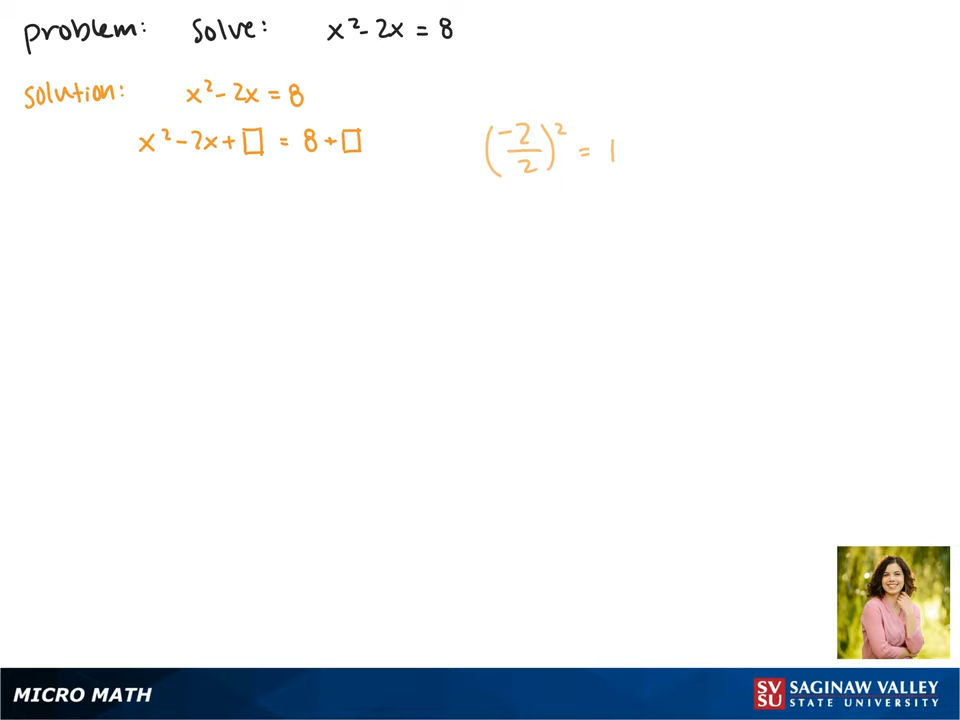 problem: solve: x² - 2x = 8
solution: x² - 2x = 8
x² - 2x + □ = 8 + □
(-2/2)² = 1
MICRO MATH
SV SU SAGINAW VALLEY
STATE UNIVERSITY